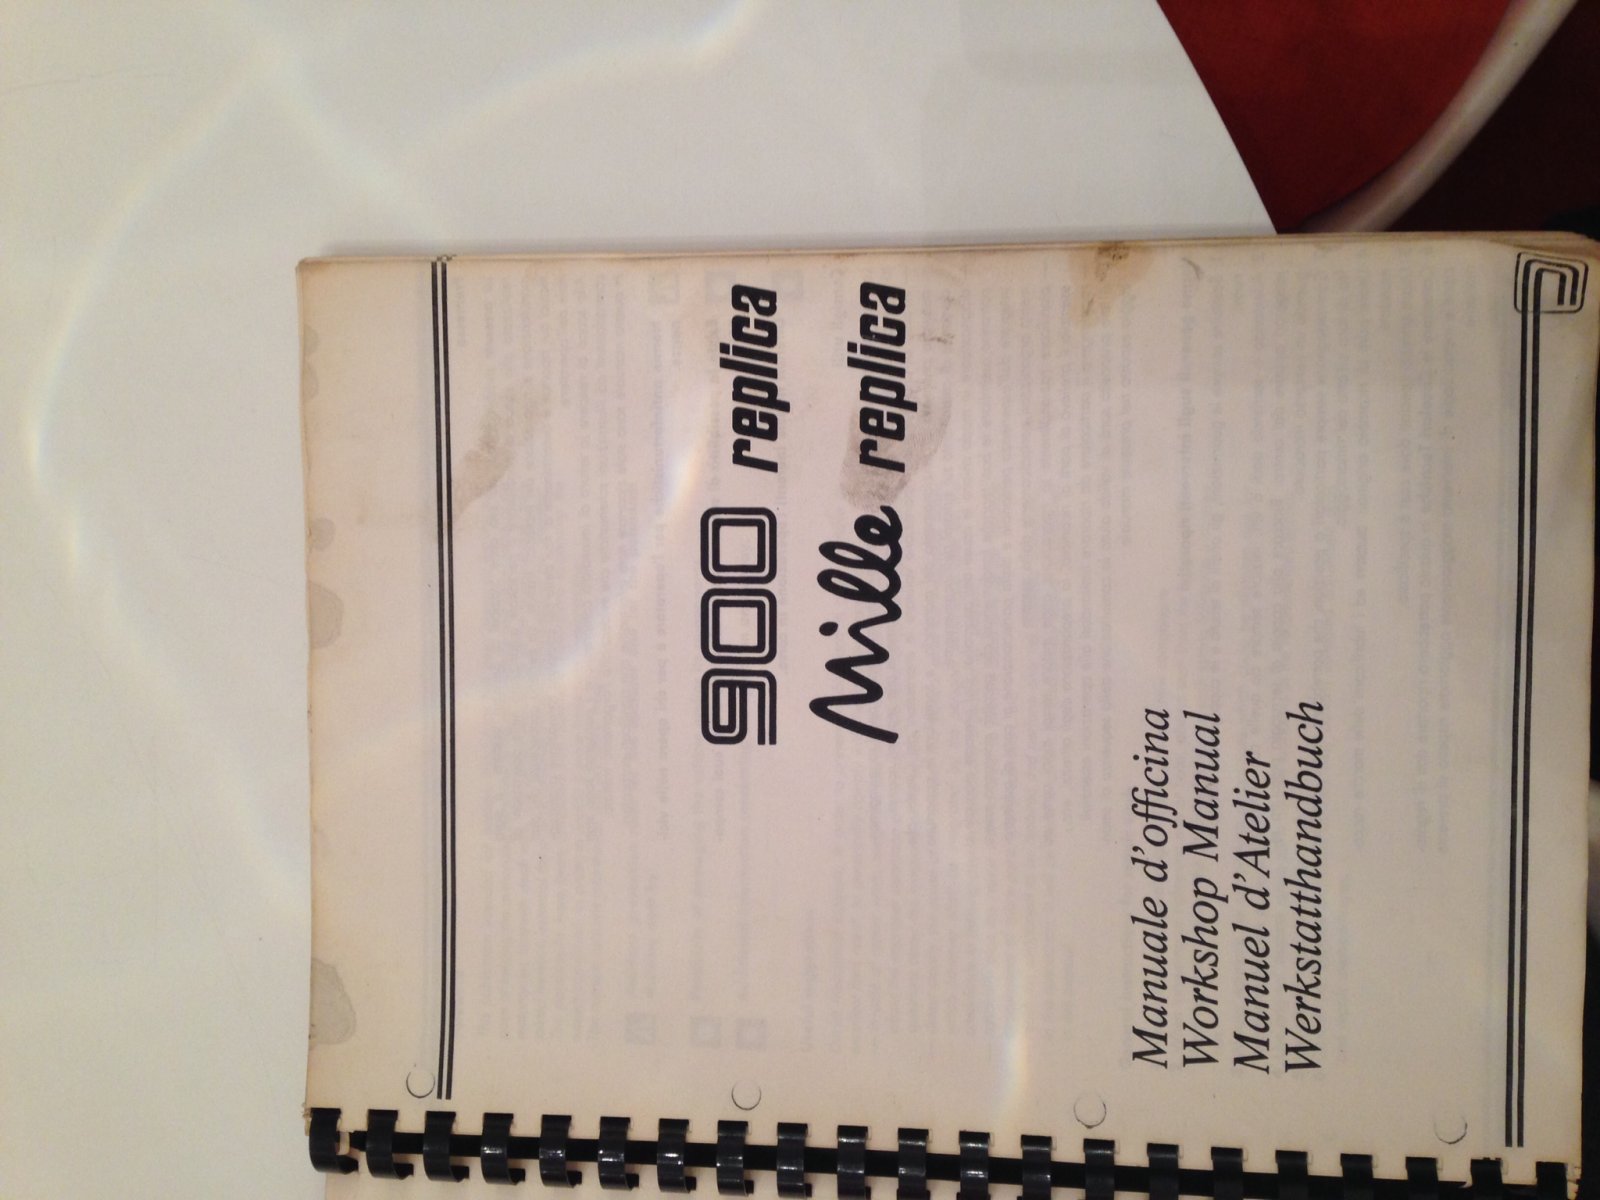 900 replica
Mille replica
Manuale d'officina
Workshop Manual
Manuel d'Atelier
Werkstatthandbuch